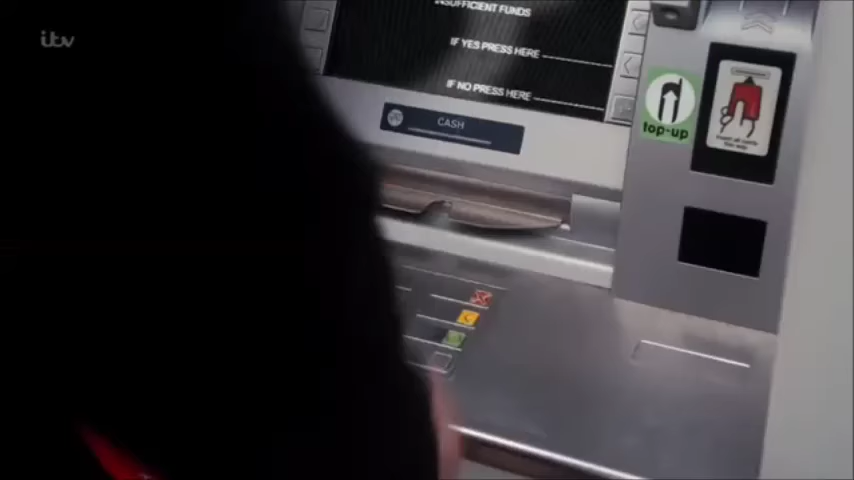 itv
INSUFFICIENT FUNDS
IF YES PRESS HERE
IF NO PRESS HERE
CASH
top-up